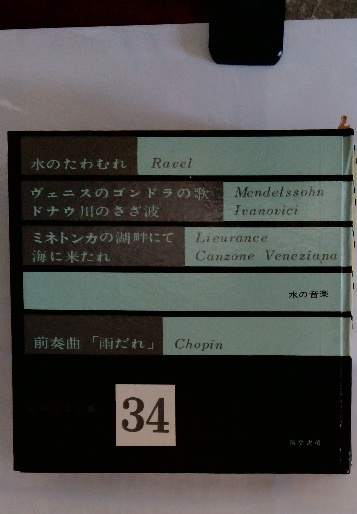 水のたわむれ Ravel
ヴェニスのゴンドラの歌 Mendelssohn
ドナウ川のさざ波 Ivanovici
ミネトンカの湖畔にて Lieurance
海に来たれ Canzone Veneziana
水の音楽
前奏曲「雨だれ」 Chopin
34